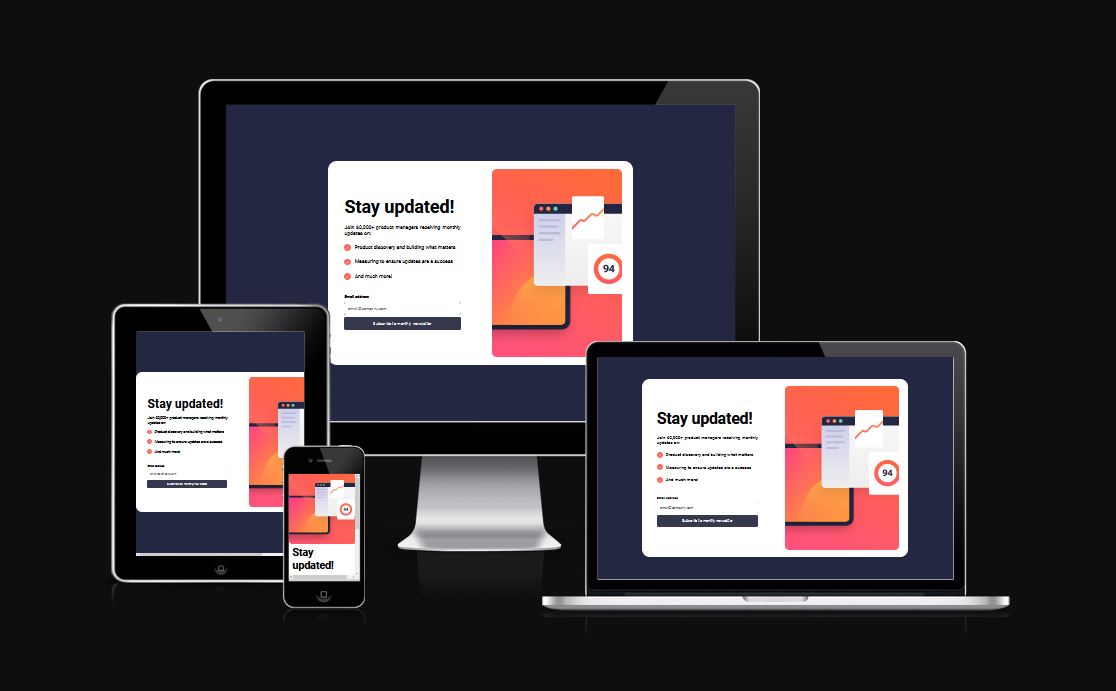 Stay updated!
Join 60,000+ product managers receiving monthly
updates on:
Product discovery and building what matters
Measuring to ensure updates are a success
And much more!
Email address
email@company.com
Subscribe to monthly newsletter
94
Stay updated!
Join 60,000+ product managers receiving monthly
updates on:
Product discovery and building what matters
Measuring to ensure updates are a success
And much more!
Email address
email@company.com
Subscribe to monthly newsletter
94
Stay
updated!
Stay updated!
Join 60,000+ product managers receiving monthly
updates on:
Product discovery and building what matters
Measuring to ensure updates are a success
And much more!
Email address
email@company.com
Subscribe to monthly newsletter
94